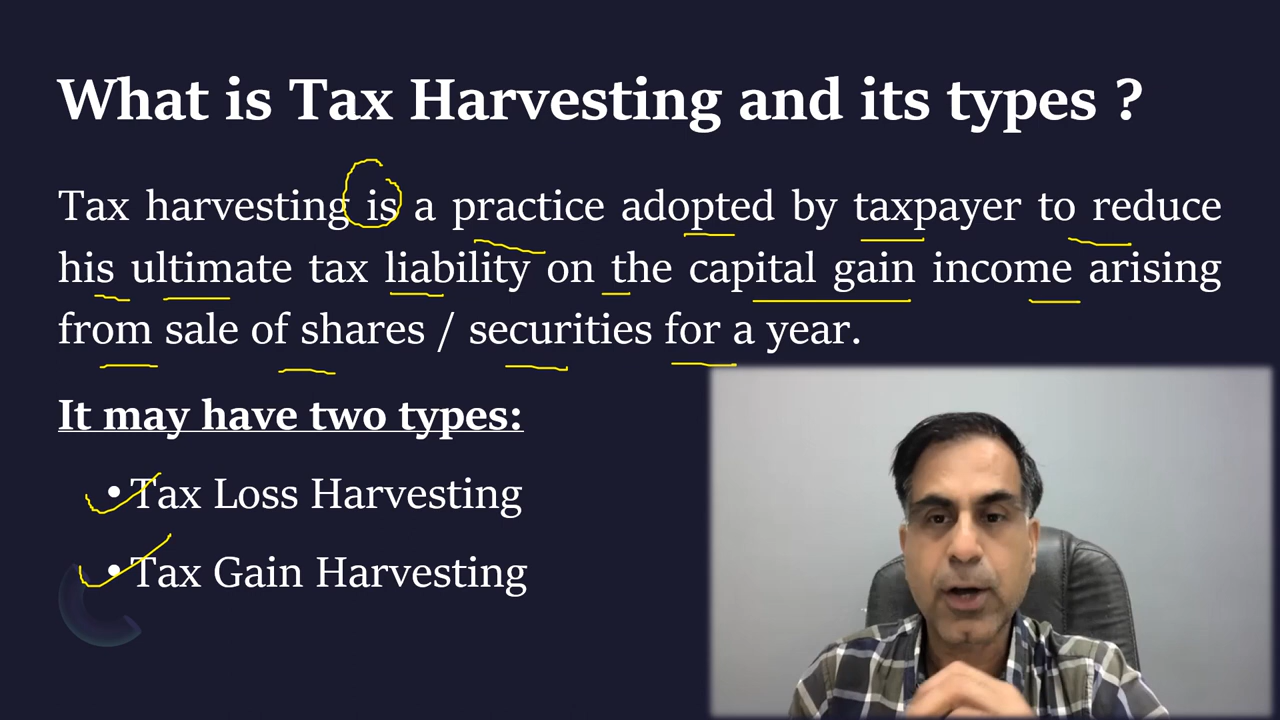 What is Tax Harvesting and its types ?
Tax harvesting is a practice adopted by taxpayer to reduce
his ultimate tax liability on the capital gain income arising
from sale of shares / securities for a year.
It may have two types:
•Tax Loss Harvesting
•Tax Gain Harvesting